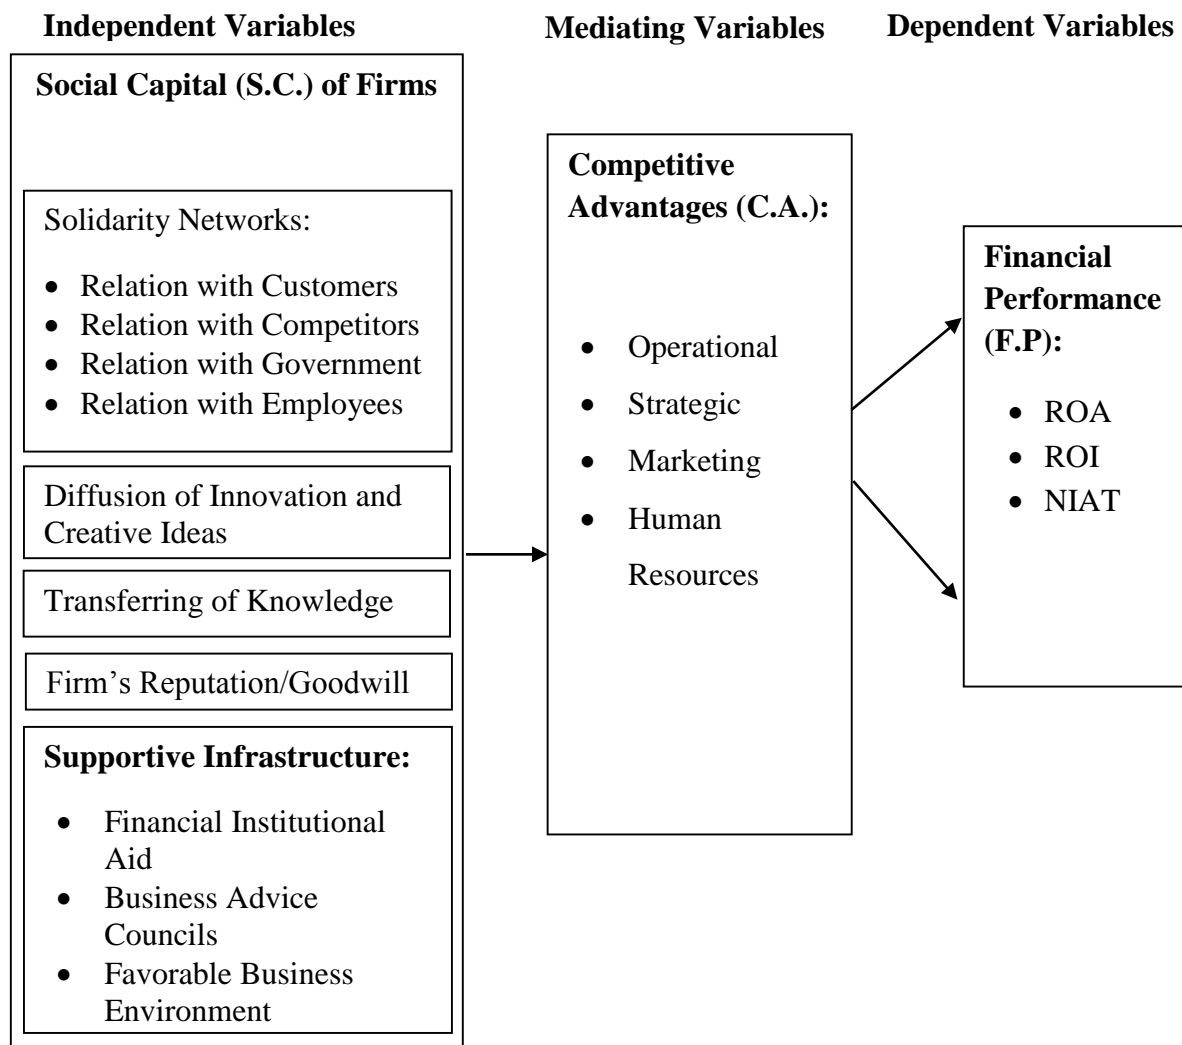 Independent Variables
Mediating Variables
Dependent Variables
Social Capital (S.C.) of Firms
Solidarity Networks:
• Relation with Customers
• Relation with Competitors
• Relation with Government
• Relation with Employees
Diffusion of Innovation and
Creative Ideas
Transferring of Knowledge
Firm’s Reputation/Goodwill
Supportive Infrastructure:
• Financial Institutional
Aid
• Business Advice
Councils
• Favorable Business
Environment
Competitive
Advantages (C.A.):
• Operational
• Strategic
• Marketing
• Human
Resources
Financial
Performance
(F.P):
• ROA
• ROI
• NIAT